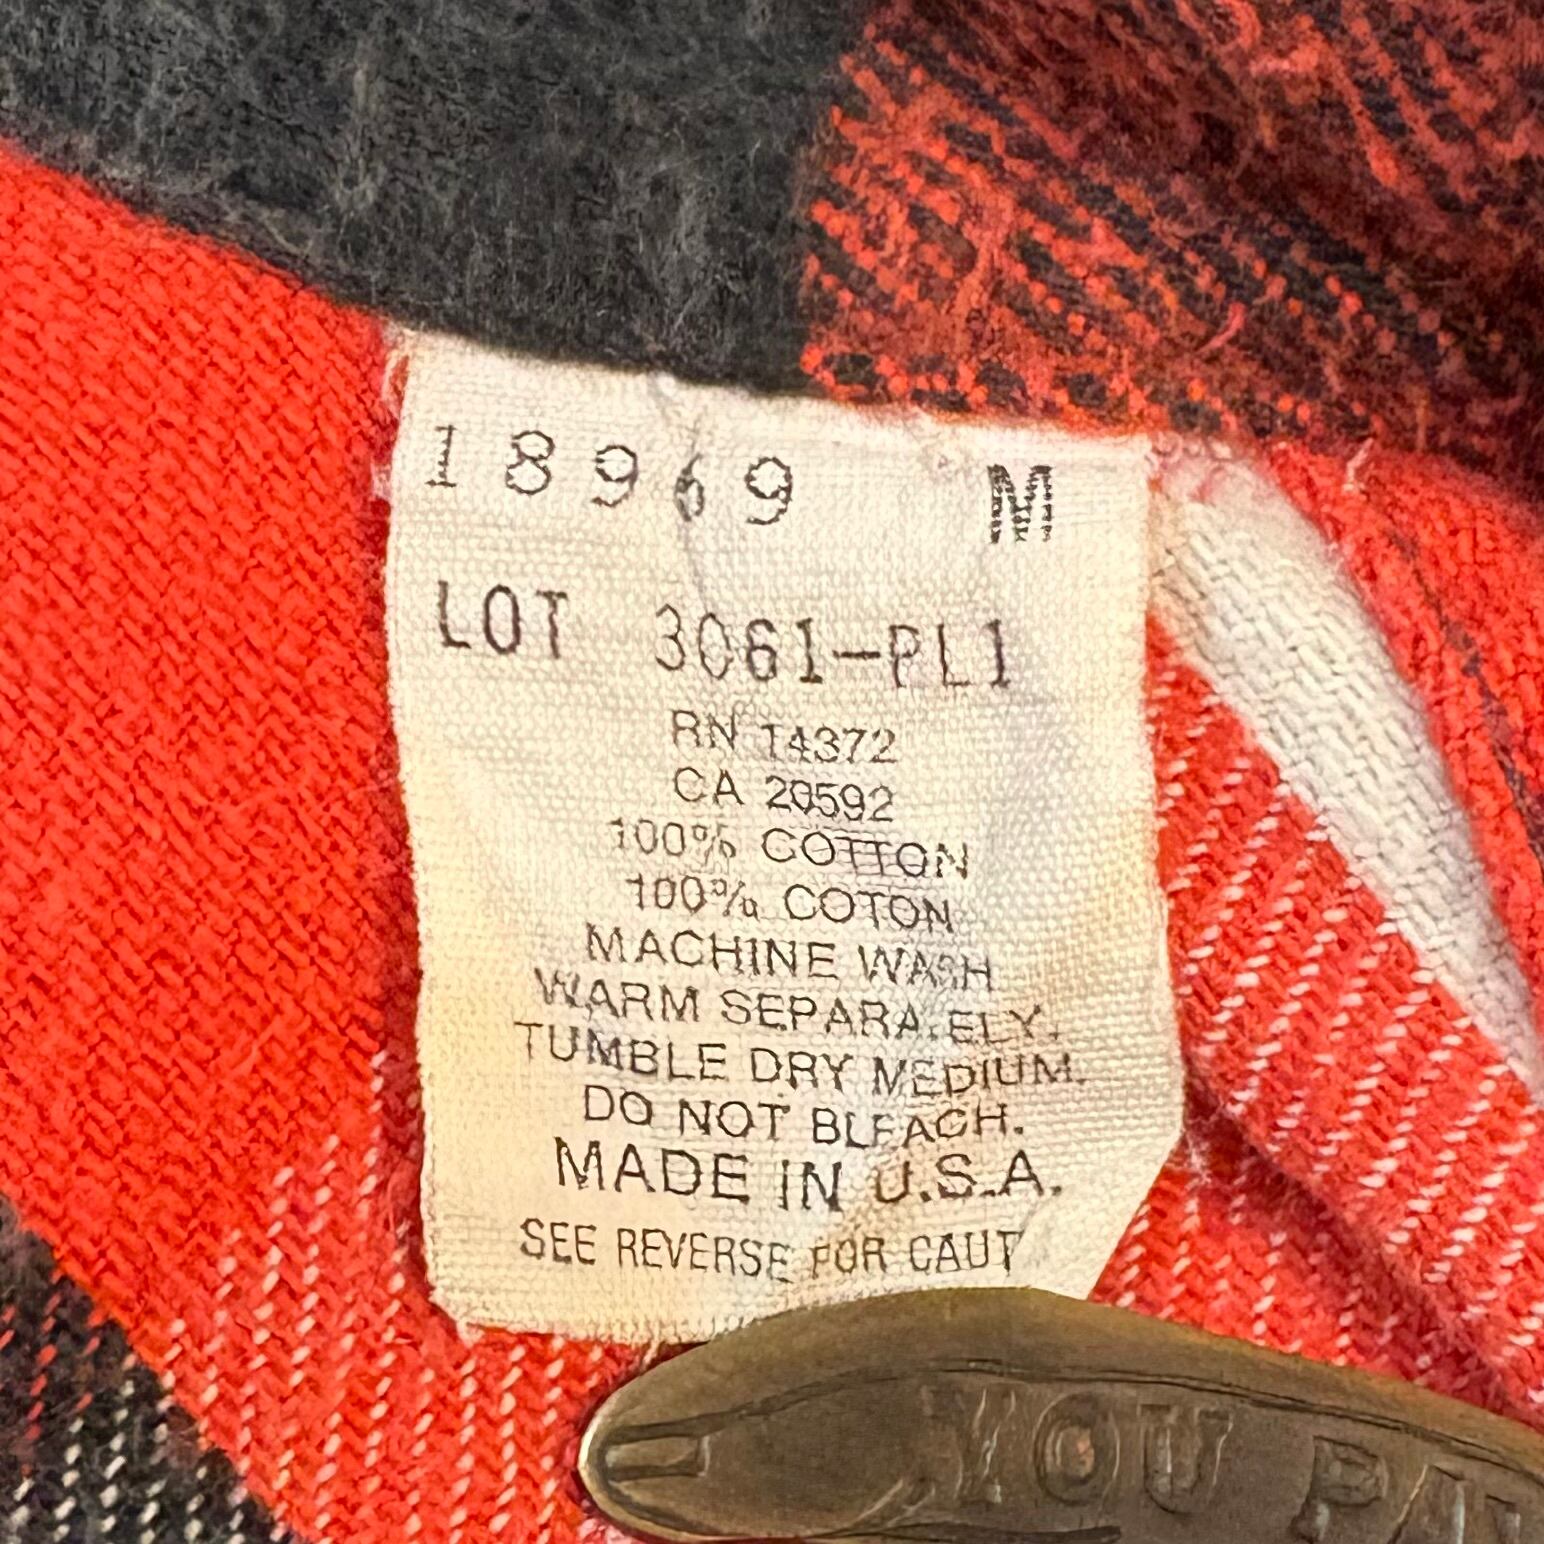 18969 M
LOT 3061-PL1
RN 14372
CA 20592
100% COTTON
100% COTON
MACHINE WASH
WARM SEPARATELY.
TUMBLE DRY MEDIUM.
DO NOT BLEACH.
MADE IN U.S.A.
SEE REVERSE FOR CAUT
YOU PA